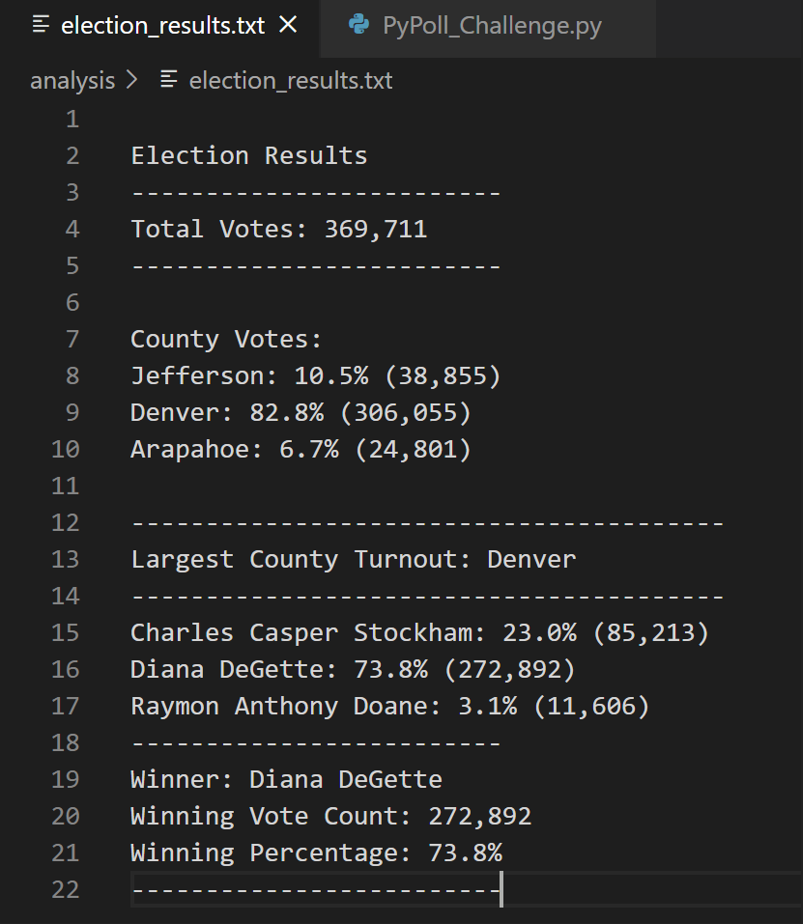 election_results.txt PyPoll_Challenge.py
analysis > election_results.txt
1
2 Election Results
3 -------------------------
4 Total Votes: 369,711
5 -------------------------
6
7 County Votes:
8 Jefferson: 10.5% (38,855)
9 Denver: 82.8% (306,055)
10 Arapahoe: 6.7% (24,801)
11
12 ----------------------------------------
13 Largest County Turnout: Denver
14 ----------------------------------------
15 Charles Casper Stockham: 23.0% (85,213)
16 Diana DeGette: 73.8% (272,892)
17 Raymon Anthony Doane: 3.1% (11,606)
18 -------------------------
19 Winner: Diana DeGette
20 Winning Vote Count: 272,892
21 Winning Percentage: 73.8%
22 -------------------------